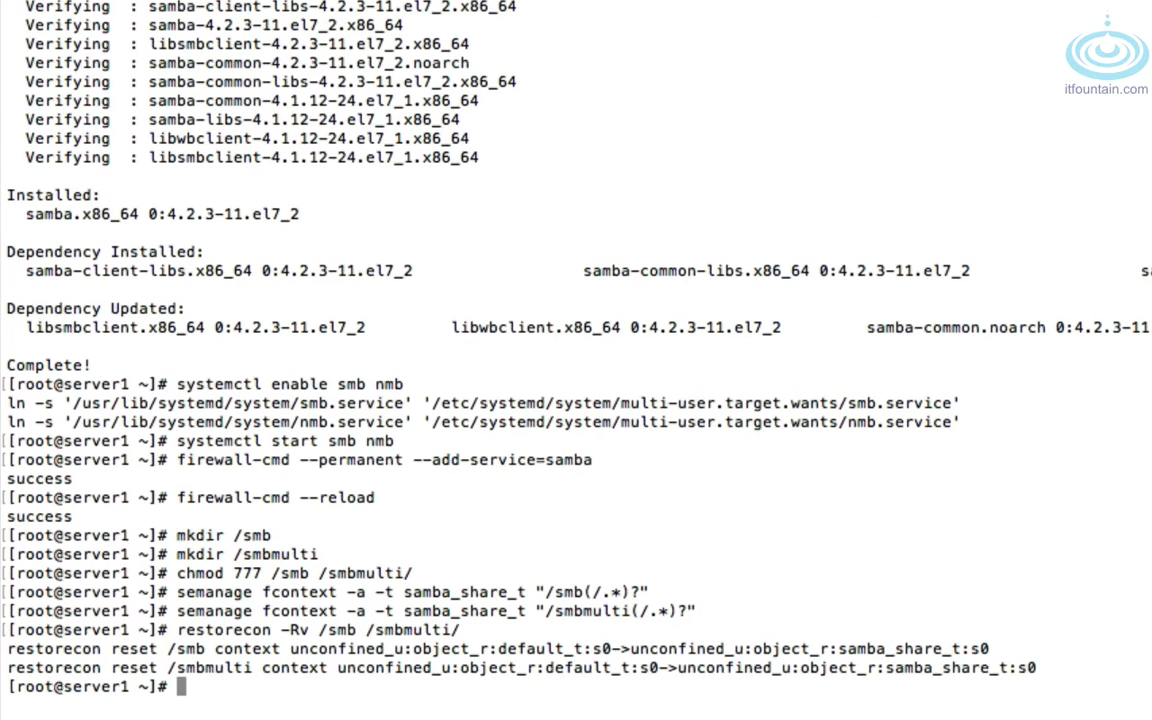 Verifying  : samba-client-libs-4.2.3-11.el7_2.x86_64
Verifying  : samba-4.2.3-11.el7_2.x86_64
Verifying  : libsmbclient-4.2.3-11.el7_2.x86_64
Verifying  : samba-common-4.2.3-11.el7_2.noarch
Verifying  : samba-common-libs-4.2.3-11.el7_2.x86_64
Verifying  : samba-common-4.1.12-24.el7_1.x86_64
Verifying  : samba-libs-4.1.12-24.el7_1.x86_64
Verifying  : libwbclient-4.1.12-24.el7_1.x86_64
Verifying  : libsmbclient-4.1.12-24.el7_1.x86_64
itfountain.com
Installed:
samba.x86_64 0:4.2.3-11.el7_2
Dependency Installed:
samba-client-libs.x86_64 0:4.2.3-11.el7_2 samba-common-libs.x86_64 0:4.2.3-11.el7_2 sa
Dependency Updated:
libsmbclient.x86_64 0:4.2.3-11.el7_2 libwbclient.x86_64 0:4.2.3-11.el7_2 samba-common.noarch 0:4.2.3-11
Complete!
[[root@server1 ~]# systemctl enable smb nmb
ln -s '/usr/lib/systemd/system/smb.service' '/etc/systemd/system/multi-user.target.wants/smb.service'
ln -s '/usr/lib/systemd/system/nmb.service' '/etc/systemd/system/multi-user.target.wants/nmb.service'
[[root@server1 ~]# systemctl start smb nmb
[[root@server1 ~]# firewall-cmd --permanent --add-service=samba
success
[[root@server1 ~]# firewall-cmd --reload
success
[[root@server1 ~]# mkdir /smb
[[root@server1 ~]# mkdir /smbmulti
[[root@server1 ~]# chmod 777 /smb /smbmulti/
[[root@server1 ~]# semanage fcontext -a -t samba_share_t "/smb(/.*)?"
[[root@server1 ~]# semanage fcontext -a -t samba_share_t "/smbmulti(/.*)?"
[[root@server1 ~]# restorecon -Rv /smb /smbmulti/
restorecon reset /smb context unconfined_u:object_r:default_t:s0->unconfined_u:object_r:samba_share_t:s0
restorecon reset /smbmulti context unconfined_u:object_r:default_t:s0->unconfined_u:object_r:samba_share_t:s0
[root@server1 ~]#